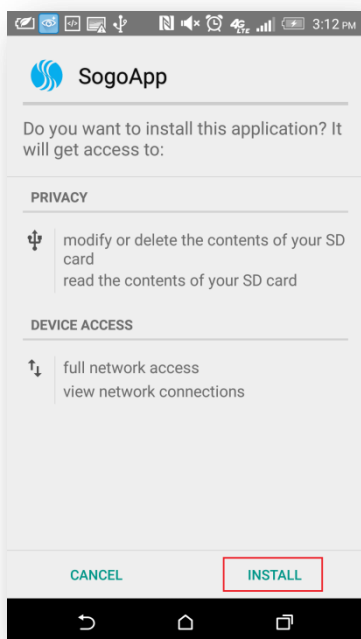 4G LTE 3:12 PM
SogoApp
Do you want to install this application? It
will get access to:
PRIVACY
modify or delete the contents of your SD
card
read the contents of your SD card
DEVICE ACCESS
full network access
view network connections
CANCEL INSTALL